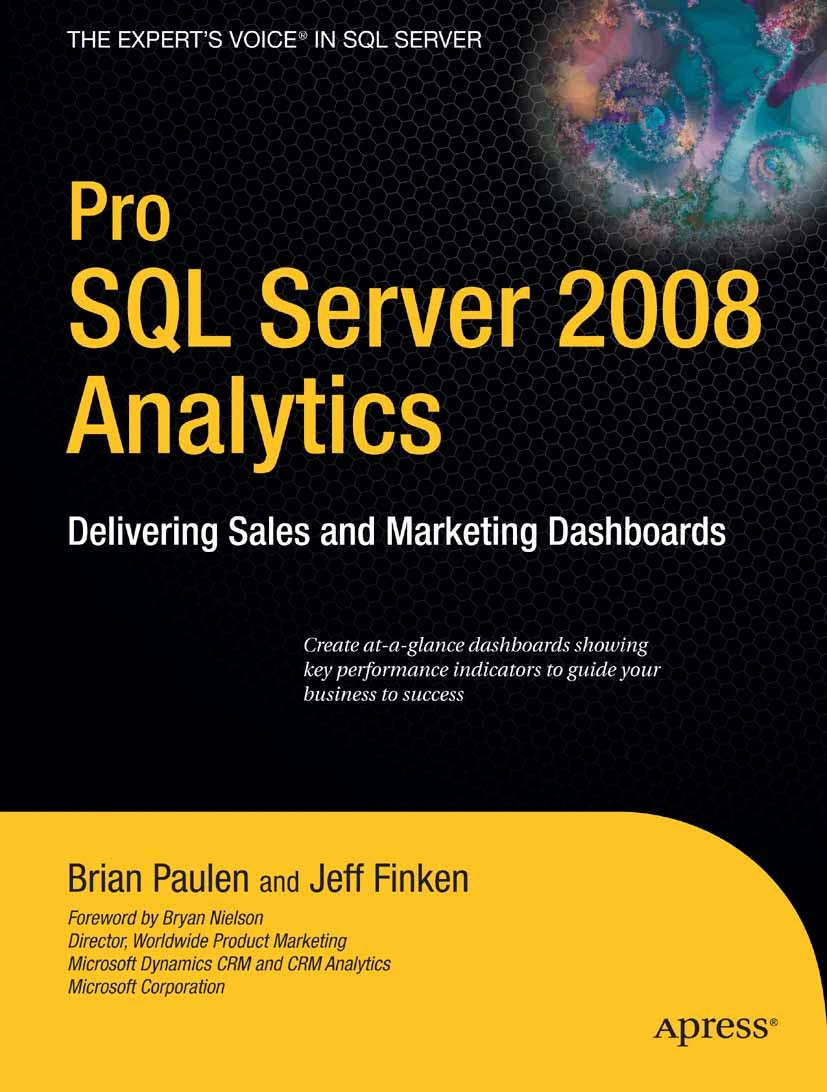 THE EXPERT'S VOICE® IN SQL SERVER
Pro
SQL Server 2008
Analytics
Delivering Sales and Marketing Dashboards
Create at-a-glance dashboards showing
key performance indicators to guide your
business to success
Brian Paulen and Jeff Finken
Foreword by Bryan Nielson
Director, Worldwide Product Marketing
Microsoft Dynamics CRM and CRM Analytics
Microsoft Corporation
Apress®